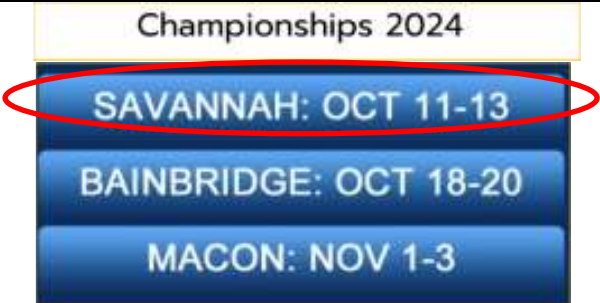 Championships 2024
SAVANNAH: OCT 11-13
BAINBRIDGE: OCT 18-20
MACON: NOV 1-3